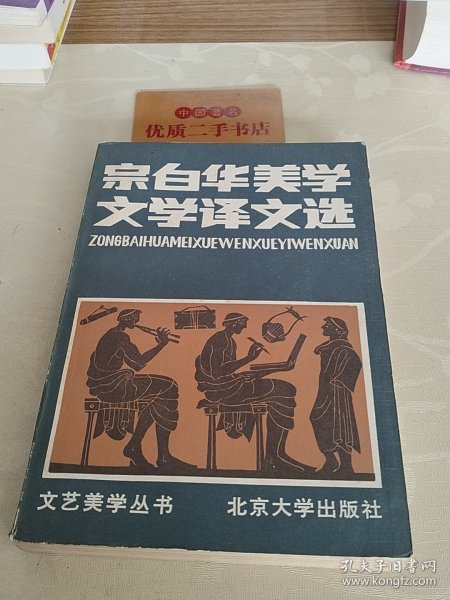 中国著名
优质二手书店
宗白华美学
文学译文选
ZONGBAIHUAMEIXUEWENXUEYIWENXUAN
文艺美学丛书 北京大学出版社
孔夫子旧书网
www.kongfz.com